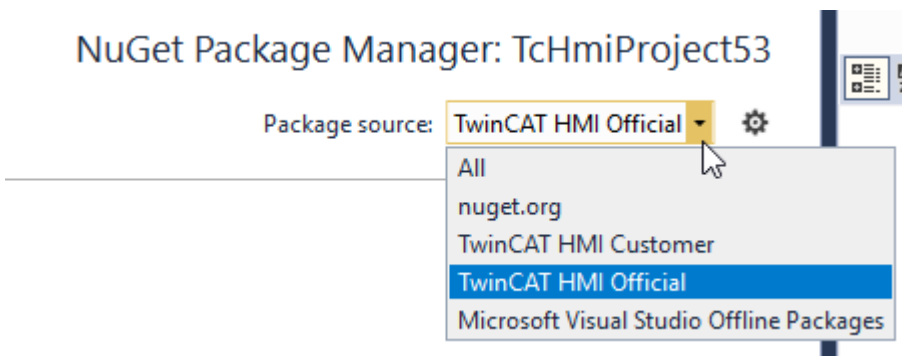 NuGet Package Manager: TcHmiProject53
Package source: TwinCAT HMI Official
All
nuget.org
TwinCAT HMI Customer
TwinCAT HMI Official
Microsoft Visual Studio Offline Packages